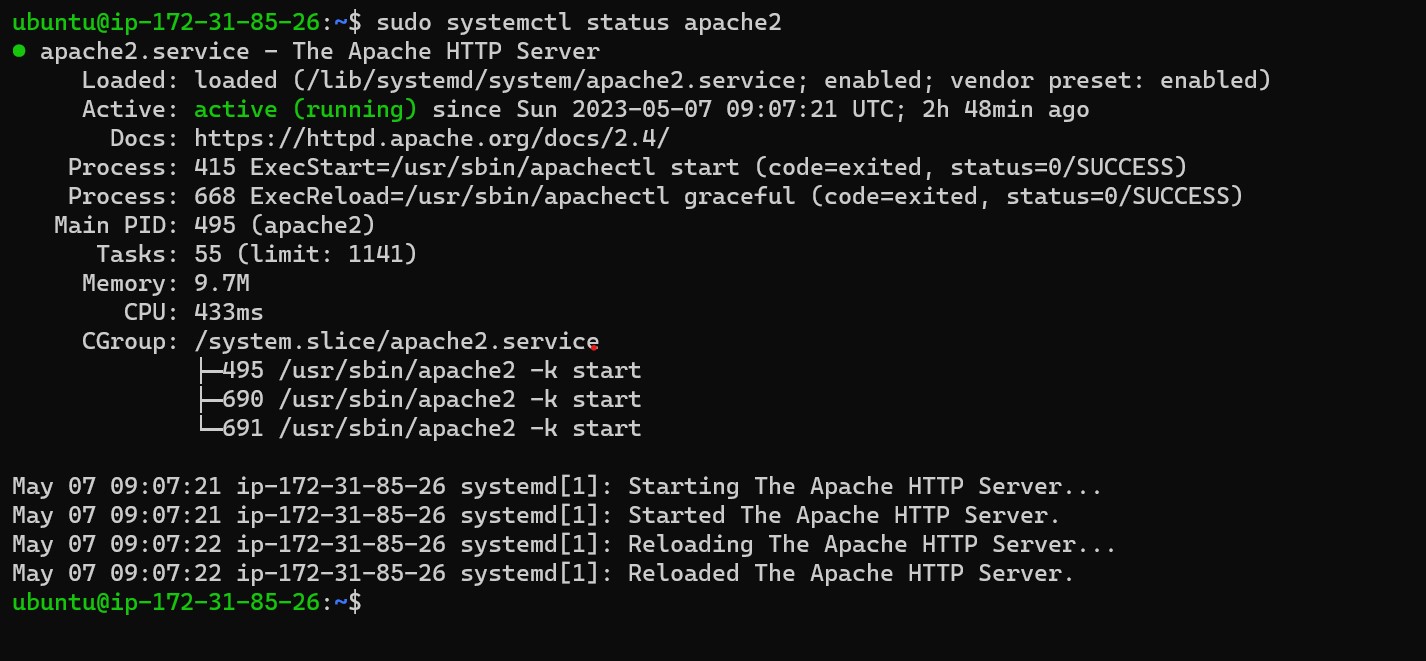 ubuntu@ip-172-31-85-26:~$ sudo systemctl status apache2
● apache2.service - The Apache HTTP Server
     Loaded: loaded (/lib/systemd/system/apache2.service; enabled; vendor preset: enabled)
     Active: active (running) since Sun 2023-05-07 09:07:21 UTC; 2h 48min ago
       Docs: https://httpd.apache.org/docs/2.4/
    Process: 415 ExecStart=/usr/sbin/apachectl start (code=exited, status=0/SUCCESS)
    Process: 668 ExecReload=/usr/sbin/apachectl graceful (code=exited, status=0/SUCCESS)
   Main PID: 495 (apache2)
      Tasks: 55 (limit: 1141)
     Memory: 9.7M
        CPU: 433ms
     CGroup: /system.slice/apache2.service
             ├─495 /usr/sbin/apache2 -k start
             ├─690 /usr/sbin/apache2 -k start
             └─691 /usr/sbin/apache2 -k start

May 07 09:07:21 ip-172-31-85-26 systemd[1]: Starting The Apache HTTP Server...
May 07 09:07:21 ip-172-31-85-26 systemd[1]: Started The Apache HTTP Server.
May 07 09:07:22 ip-172-31-85-26 systemd[1]: Reloading The Apache HTTP Server...
May 07 09:07:22 ip-172-31-85-26 systemd[1]: Reloaded The Apache HTTP Server.
ubuntu@ip-172-31-85-26:~$